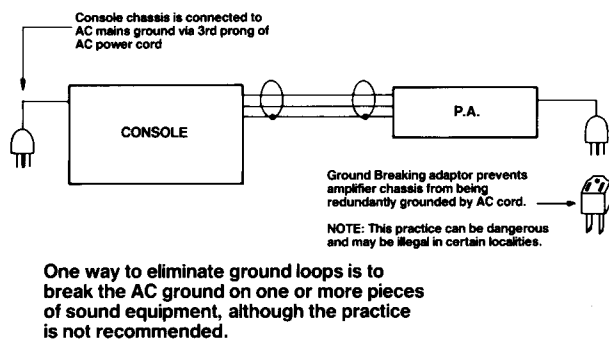 Console chassis is connected to
AC mains ground via 3rd prong of
AC power cord
CONSOLE
P.A.
Ground Breaking adaptor prevents
amplifier chassis from being
redundantly grounded by AC cord.
NOTE: This practice can be dangerous
and may be illegal in certain localities.
One way to eliminate ground loops is to
break the AC ground on one or more pieces
of sound equipment, although the practice
is not recommended.